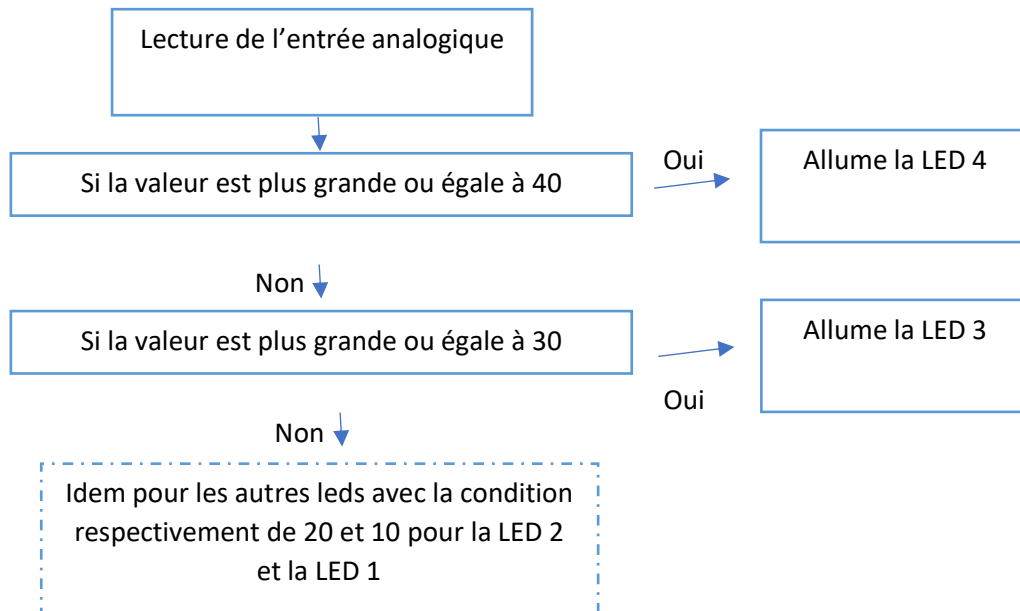 Lecture de l’entrée analogique
Si la valeur est plus grande ou égale à 40
Oui
Allume la LED 4
Non
Si la valeur est plus grande ou égale à 30
Oui
Allume la LED 3
Non
Idem pour les autres leds avec la condition
respectivement de 20 et 10 pour la LED 2
et la LED 1